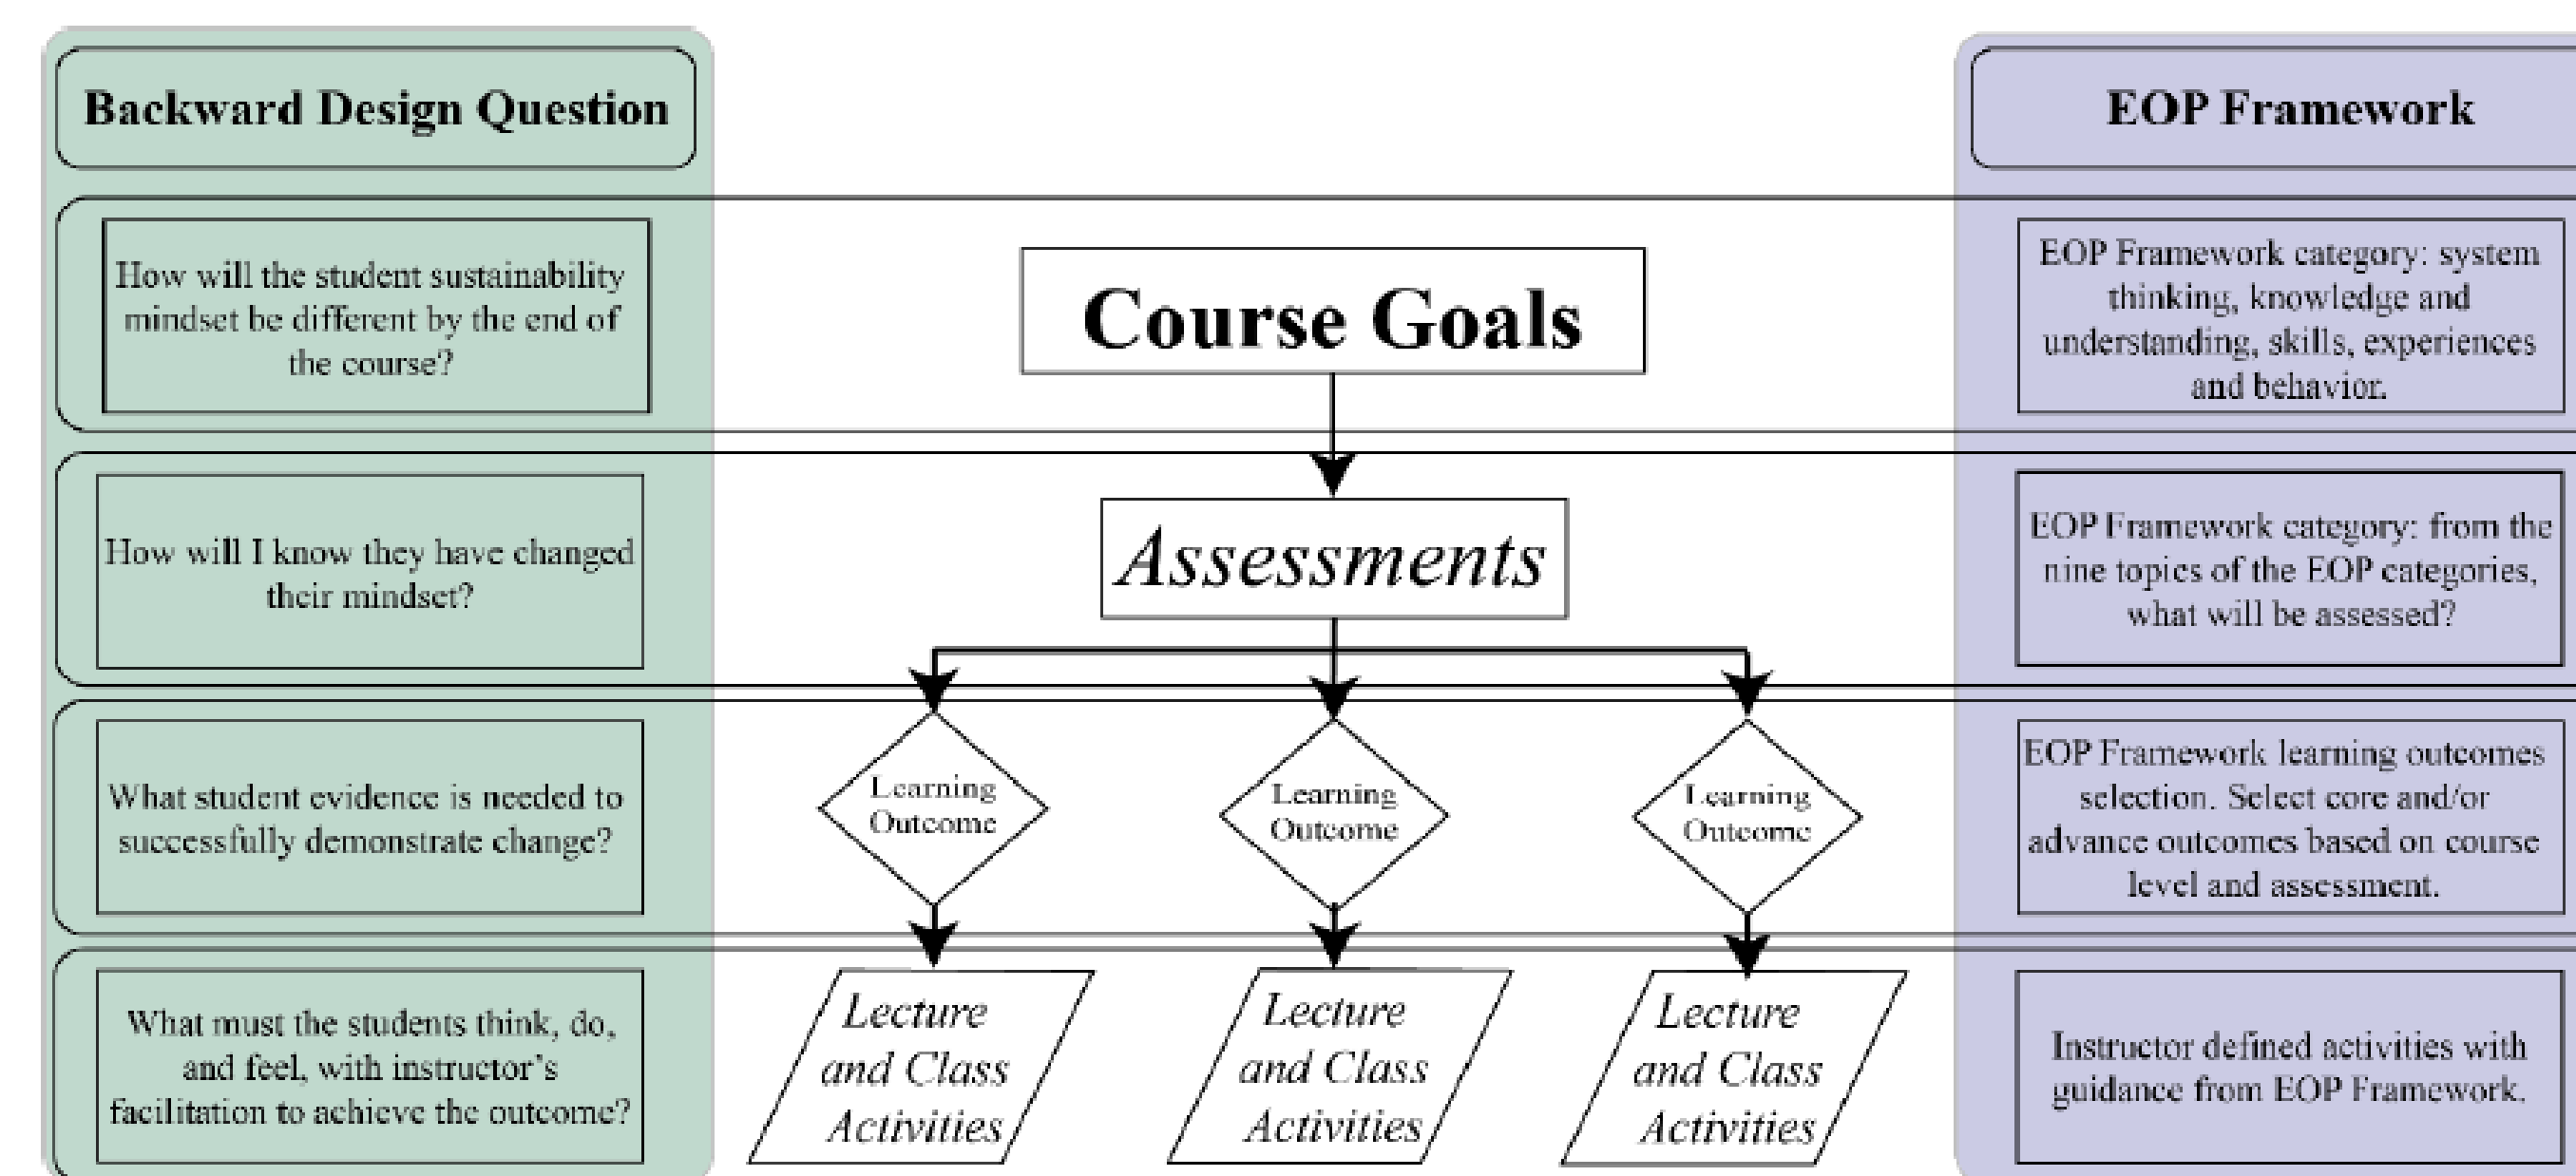 Backward Design Question
EOP Framework
How will the student sustainability
mindset be different by the end of
the course?
Course Goals
EOP Framework category: system
thinking, knowledge and
understanding, skills, experiences
and behavior.
How will I know they have changed
their mindset?
Assessments
EOP Framework category: from the
nine topics of the EOP categories,
what will be assessed?
What student evidence is needed to
successfully demonstrate change?
Learning
Outcome
Learning
Outcome
Learning
Outcome
EOP Framework learning outcomes
selection. Select core and/or
advance outcomes based on course
level and assessment.
What must the students think, do,
and feel, with instructor's
facilitation to achieve the outcome?
Lecture
and Class
Activities
Lecture
and Class
Activities
Lecture
and Class
Activities
Instructor defined activities with
guidance from EOP Framework.